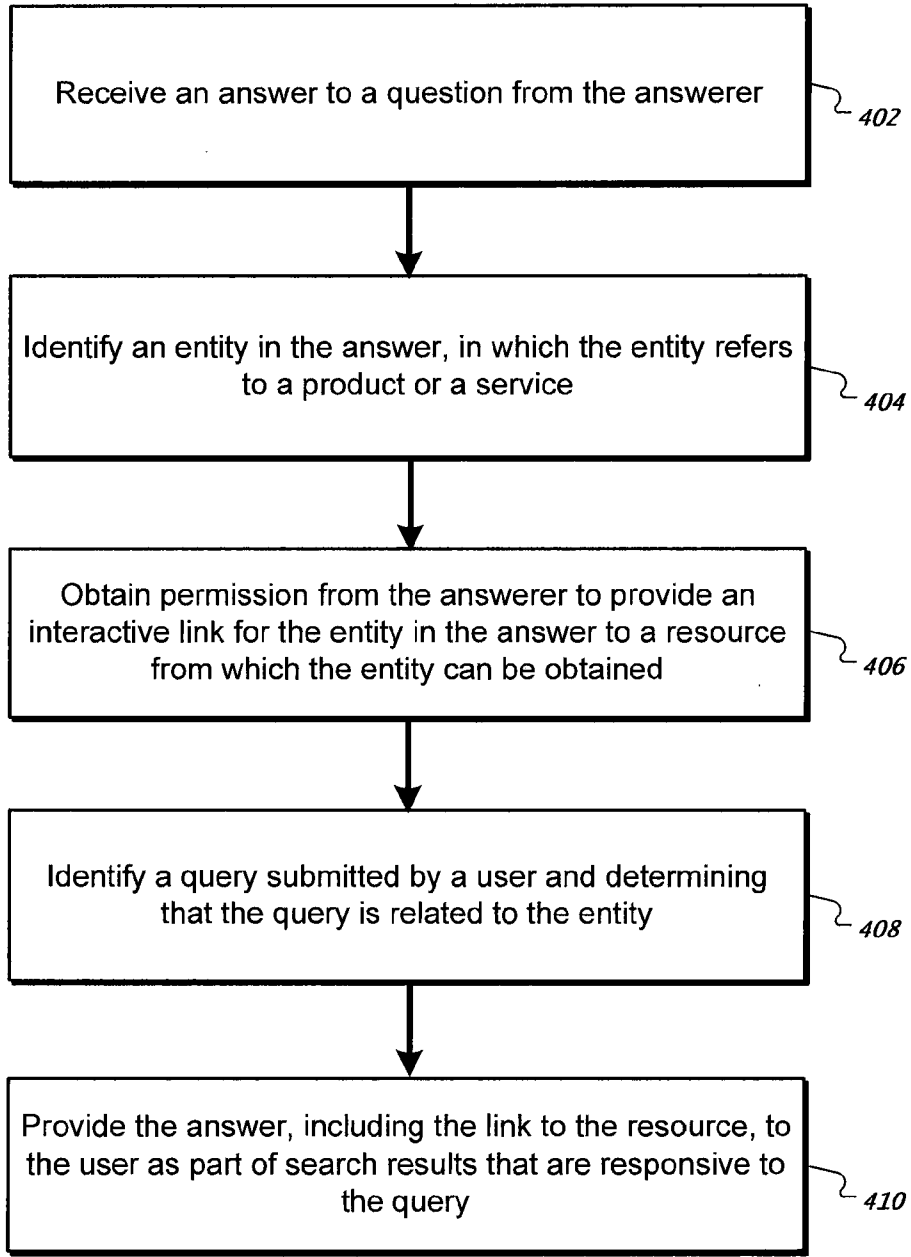 Receive an answer to a question from the answerer
402
Identify an entity in the answer, in which the entity refers
to a product or a service
404
Obtain permission from the answerer to provide an
interactive link for the entity in the answer to a resource
from which the entity can be obtained
406
Identify a query submitted by a user and determining
that the query is related to the entity
408
Provide the answer, including the link to the resource, to
the user as part of search results that are responsive to
the query
410